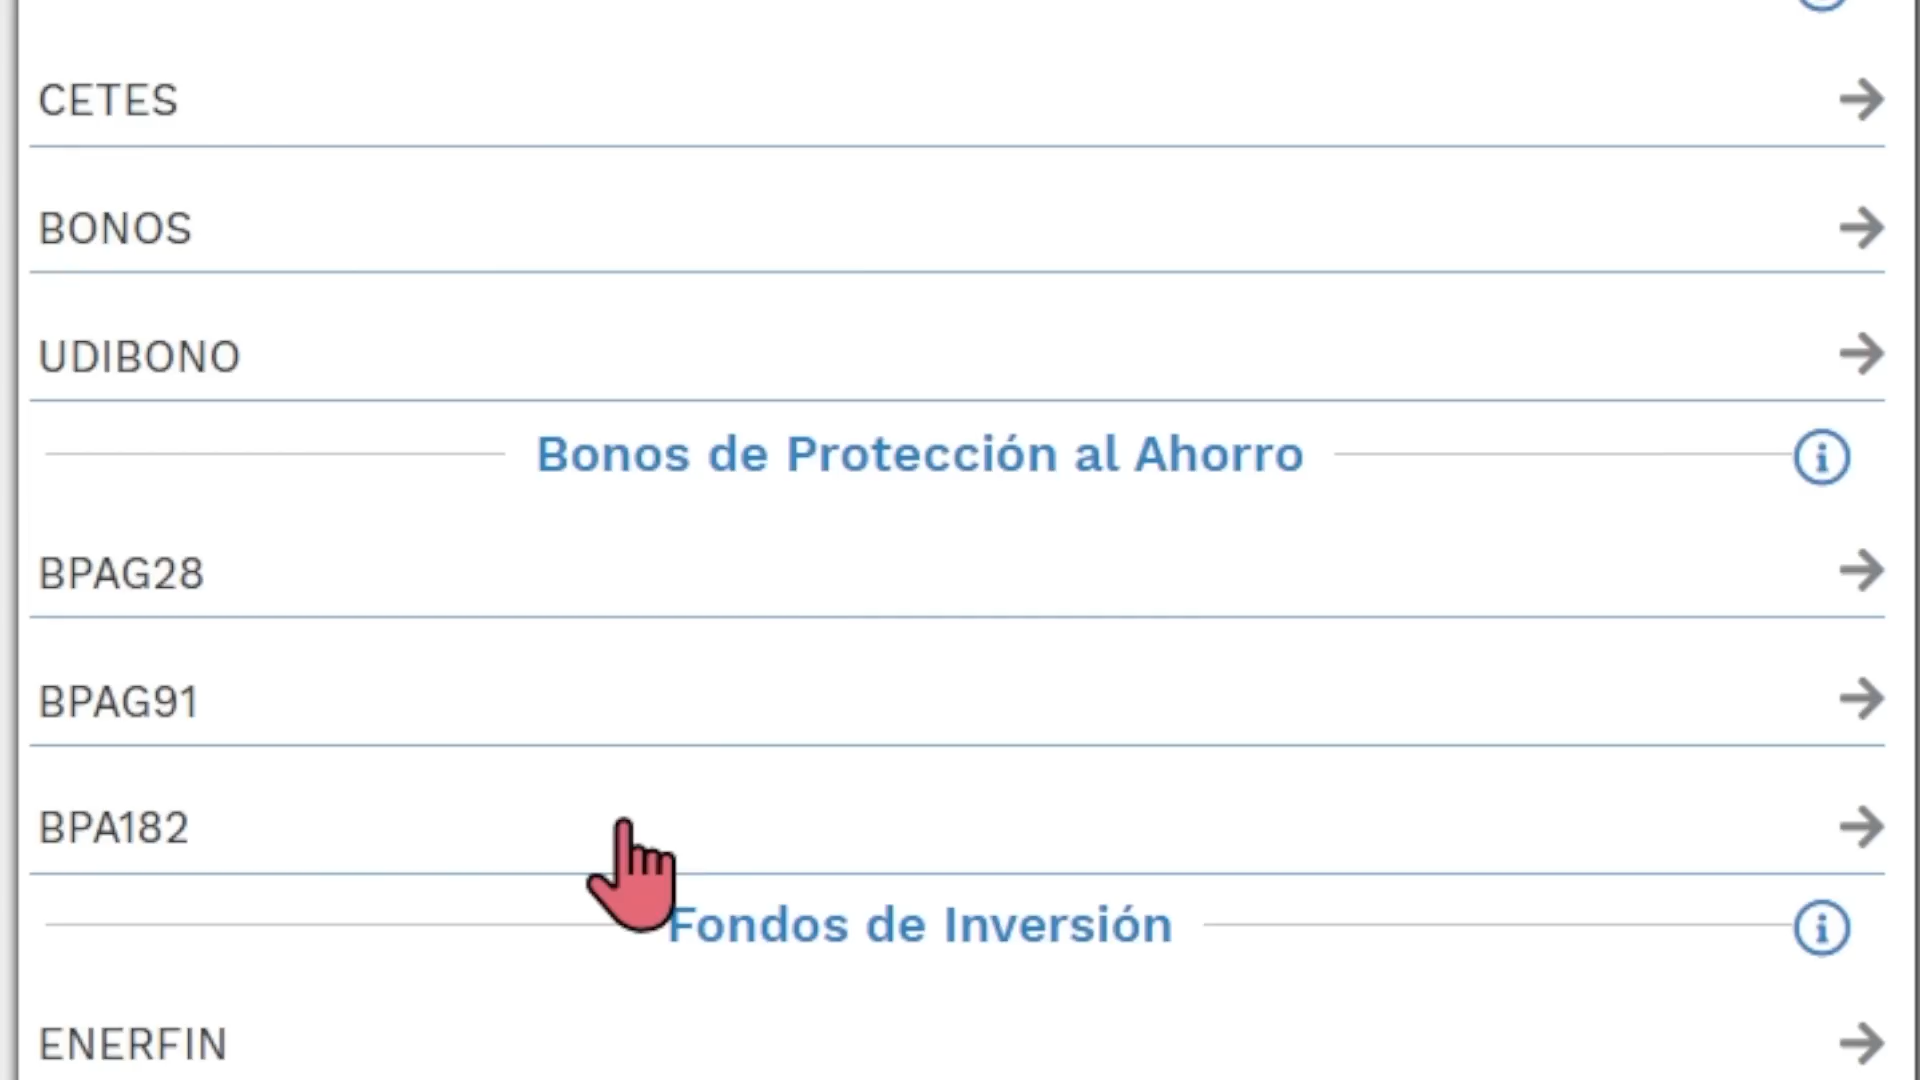 CETES
BONOS
UDIBONO
Bonos de Protección al Ahorro
BPAG28
BPAG91
BPA182
Fondos de Inversión
ENERFIN